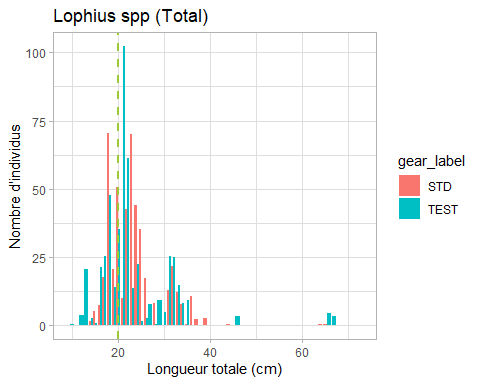 Lophius spp (Total)
100
75
50
25
0
Nombre d'individus
20
40
60
Longueur totale (cm)
gear_label
STD
TEST